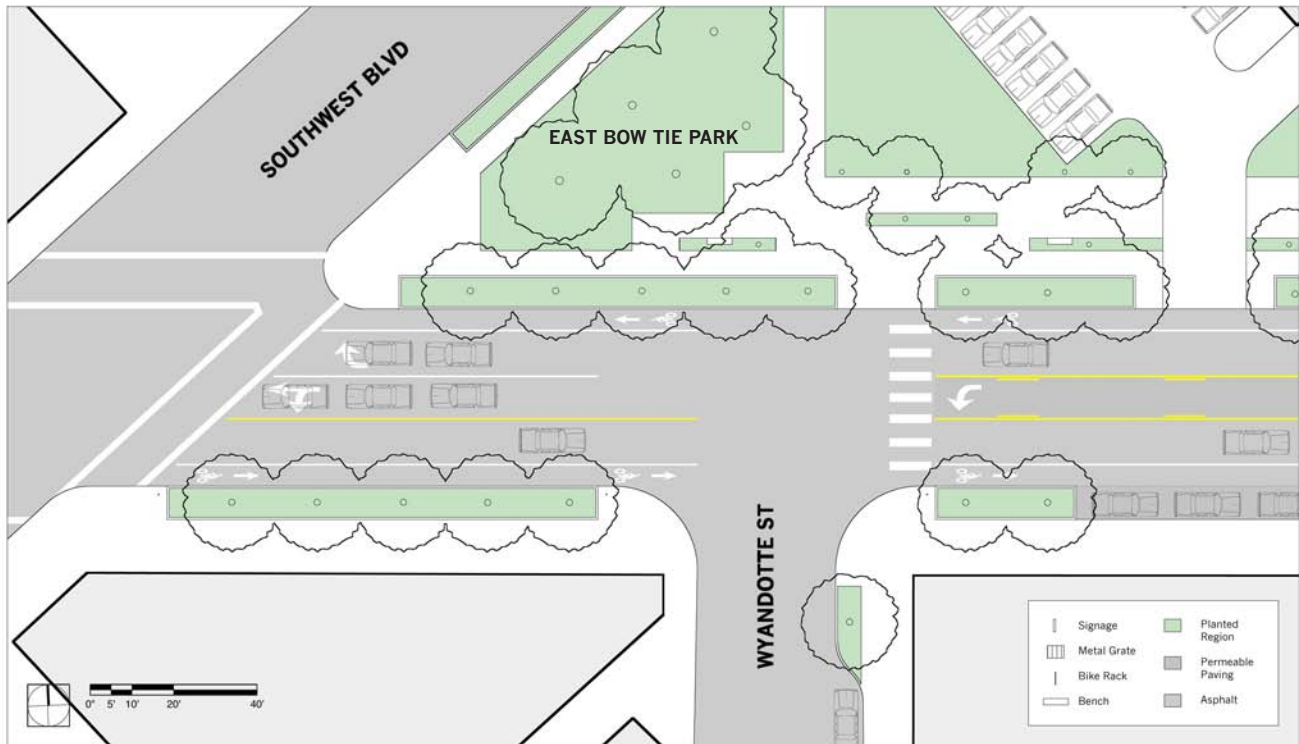 SOUTHWEST BLVD
EAST BOW TIE PARK
WYANDOTTE ST
0" 5' 10' 20' 40'
Signage
Metal Grate
Bike Rack
Bench
Planted
Region
Permeable
Paving
Asphalt